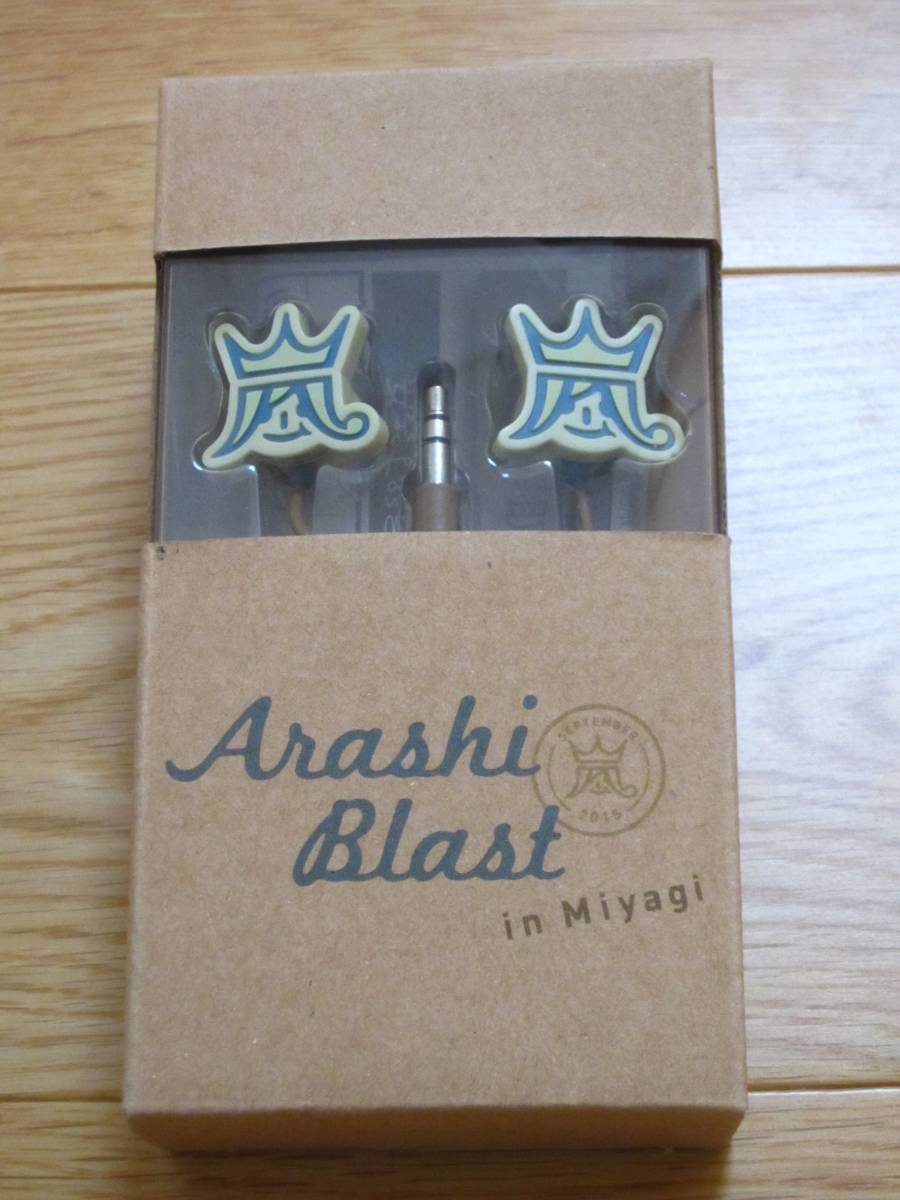 嵐
嵐
Arashi
SEPTEMBER
嵐
2015
Blast
in Miyagi